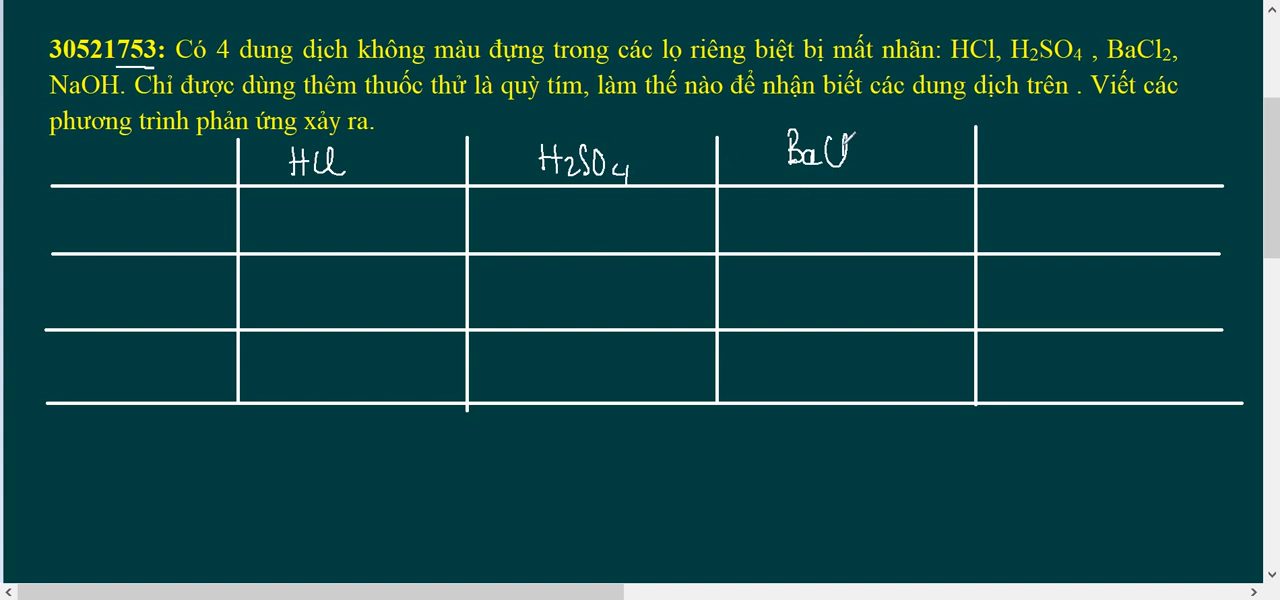 30521753: Có 4 dung dịch không màu đựng trong các lọ riêng biệt bị mất nhãn: HCl, H₂SO₄ , BaCl₂,
NaOH. Chỉ được dùng thêm thuốc thử là quỳ tím, làm thế nào để nhận biết các dung dịch trên . Viết các
phương trình phản ứng xảy ra.
HCl H₂SO₄ BaCl